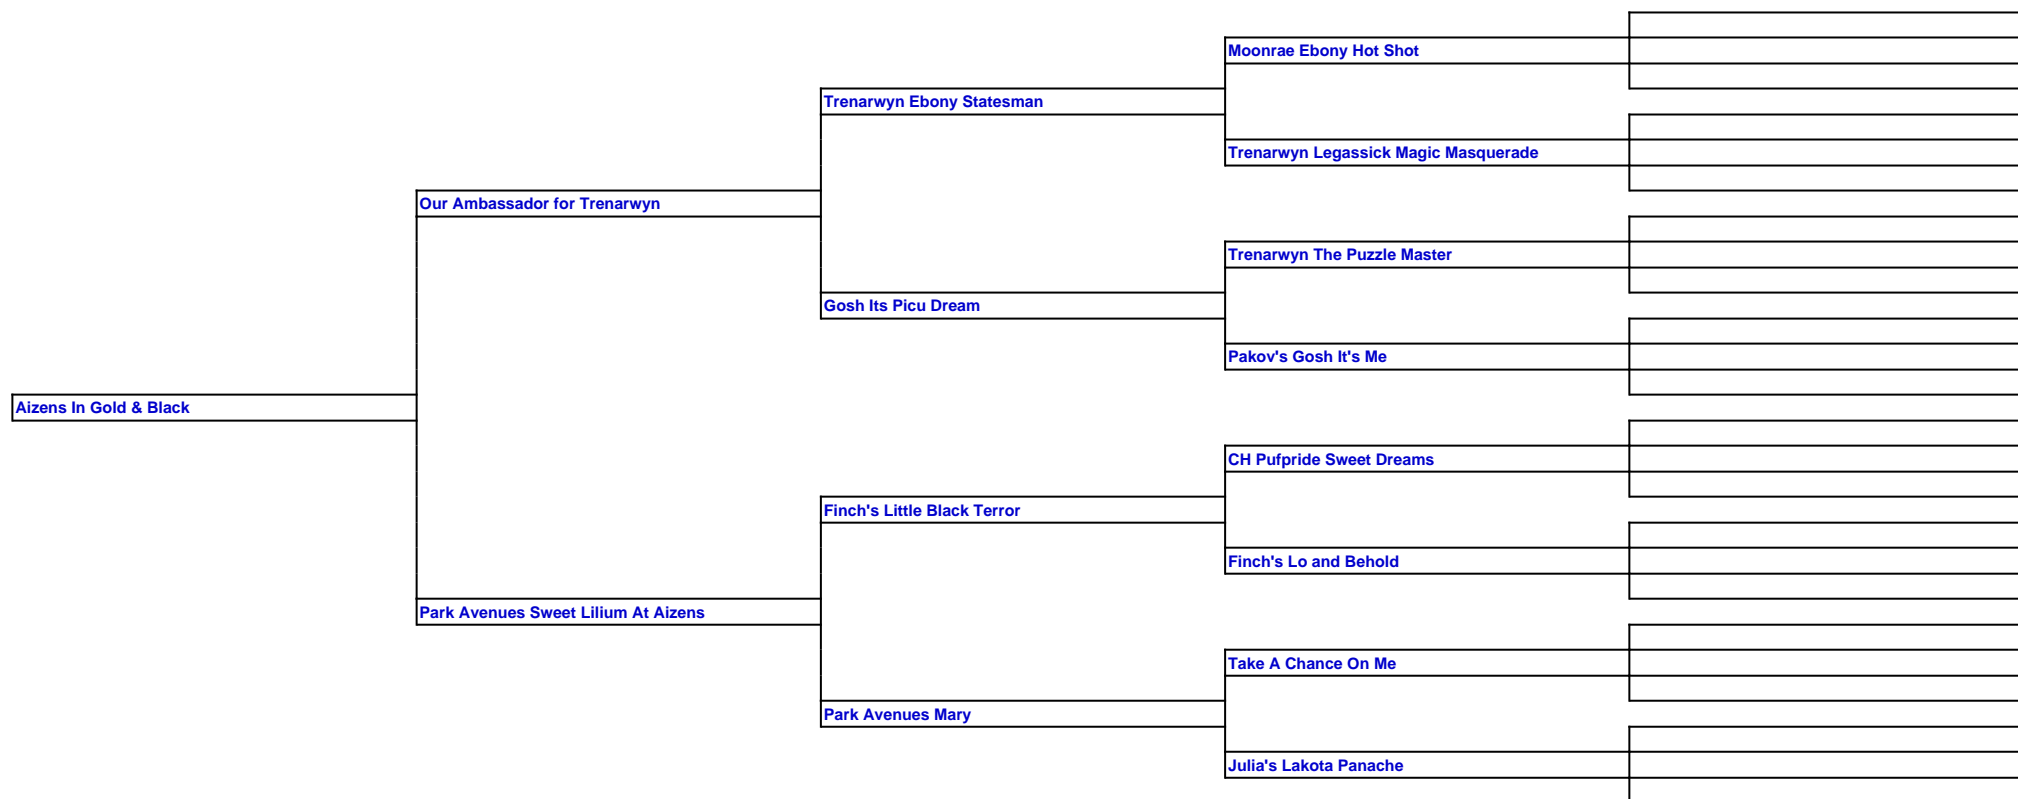 Moonrae Ebony Hot Shot
Trenarwyn Ebony Statesman
Trenarwyn Legassick Magic Masquerade
Our Ambassador for Trenarwyn
Trenarwyn The Puzzle Master
Gosh Its Picu Dream
Pakov's Gosh It's Me
Aizens In Gold & Black
CH Pufpride Sweet Dreams
Finch's Little Black Terror
Finch's Lo and Behold
Park Avenues Sweet Lilium At Aizens
Take A Chance On Me
Park Avenues Mary
Julia's Lakota Panache